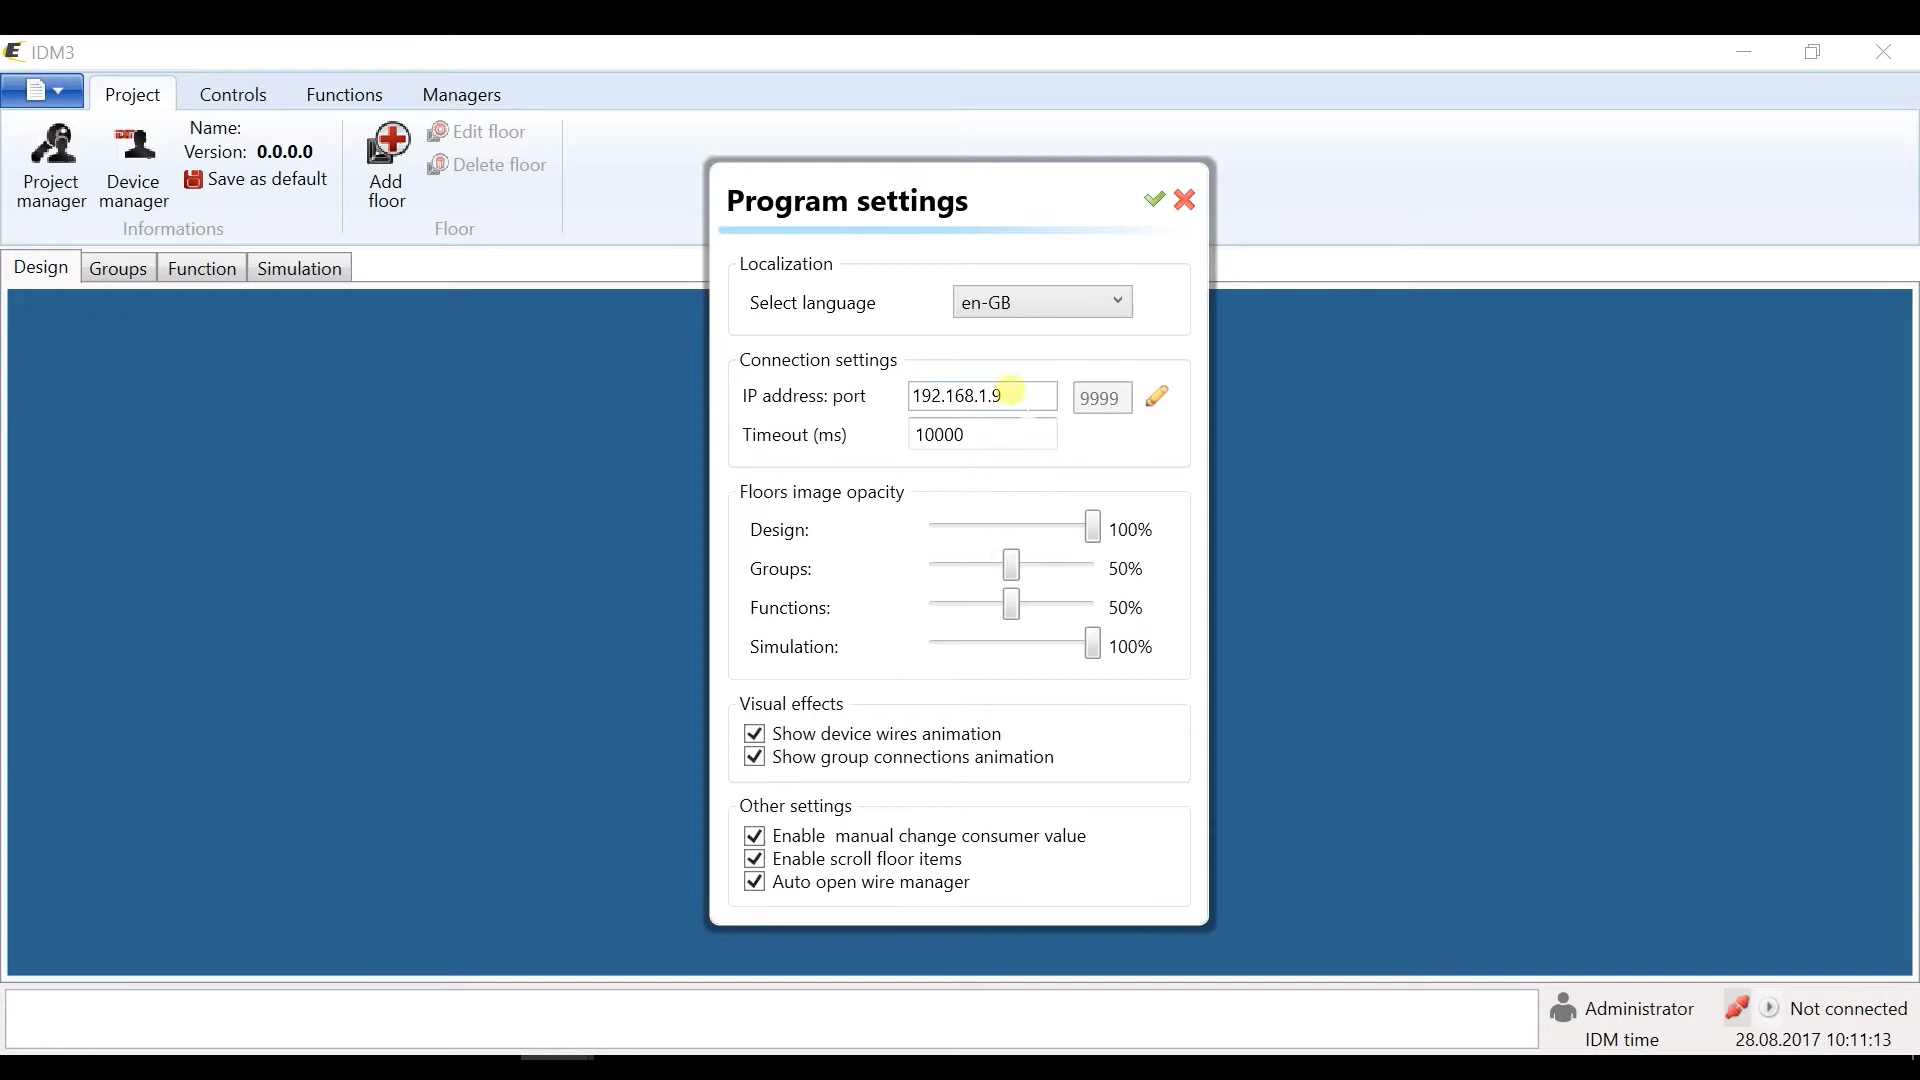 IDM3
Project Controls Functions Managers
Project manager
Device manager
Name:
Version: 0.0.0.0
Save as default
Informations
Add floor
Edit floor
Delete floor
Floor
Design Groups Function Simulation
Program settings
Localization
Select language en-GB
Connection settings
IP address: port 192.168.1.9 9999
Timeout (ms) 10000
Floors image opacity
Design: 100%
Groups: 50%
Functions: 50%
Simulation: 100%
Visual effects
Show device wires animation
Show group connections animation
Other settings
Enable manual change consumer value
Enable scroll floor items
Auto open wire manager
Administrator Not connected
IDM time 28.08.2017 10:11:13